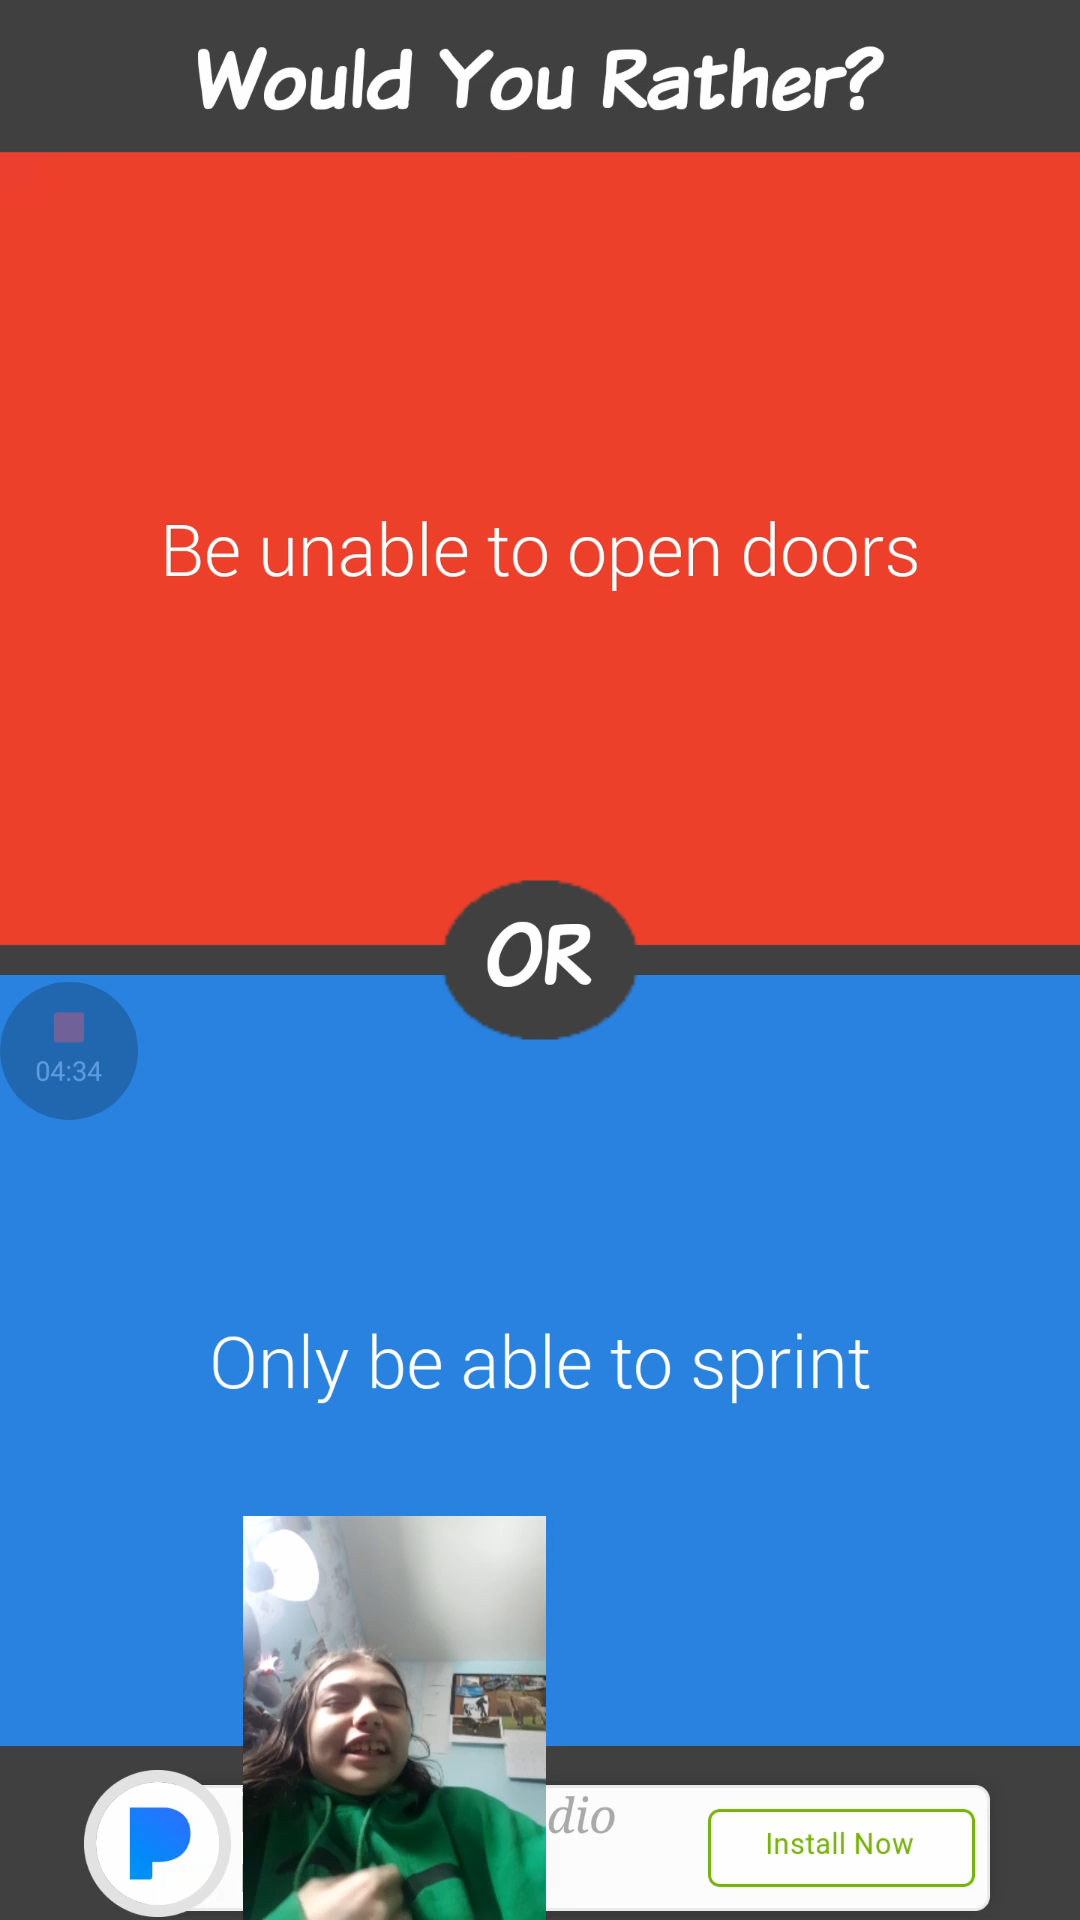 Would You Rather?
Be unable to open doors
OR
04:34
Only be able to sprint
dio
Install Now